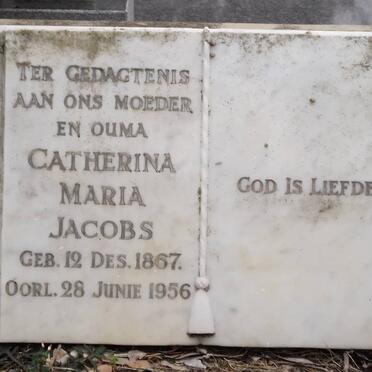 TER GEDAGTENIS
AAN ONS MOEDER
EN OUMA
CATHERINA
MARIA
JACOBS
GEB. 12 DES. 1867.
OORL. 28 JUNIE 1956
GOD IS LIEFDE